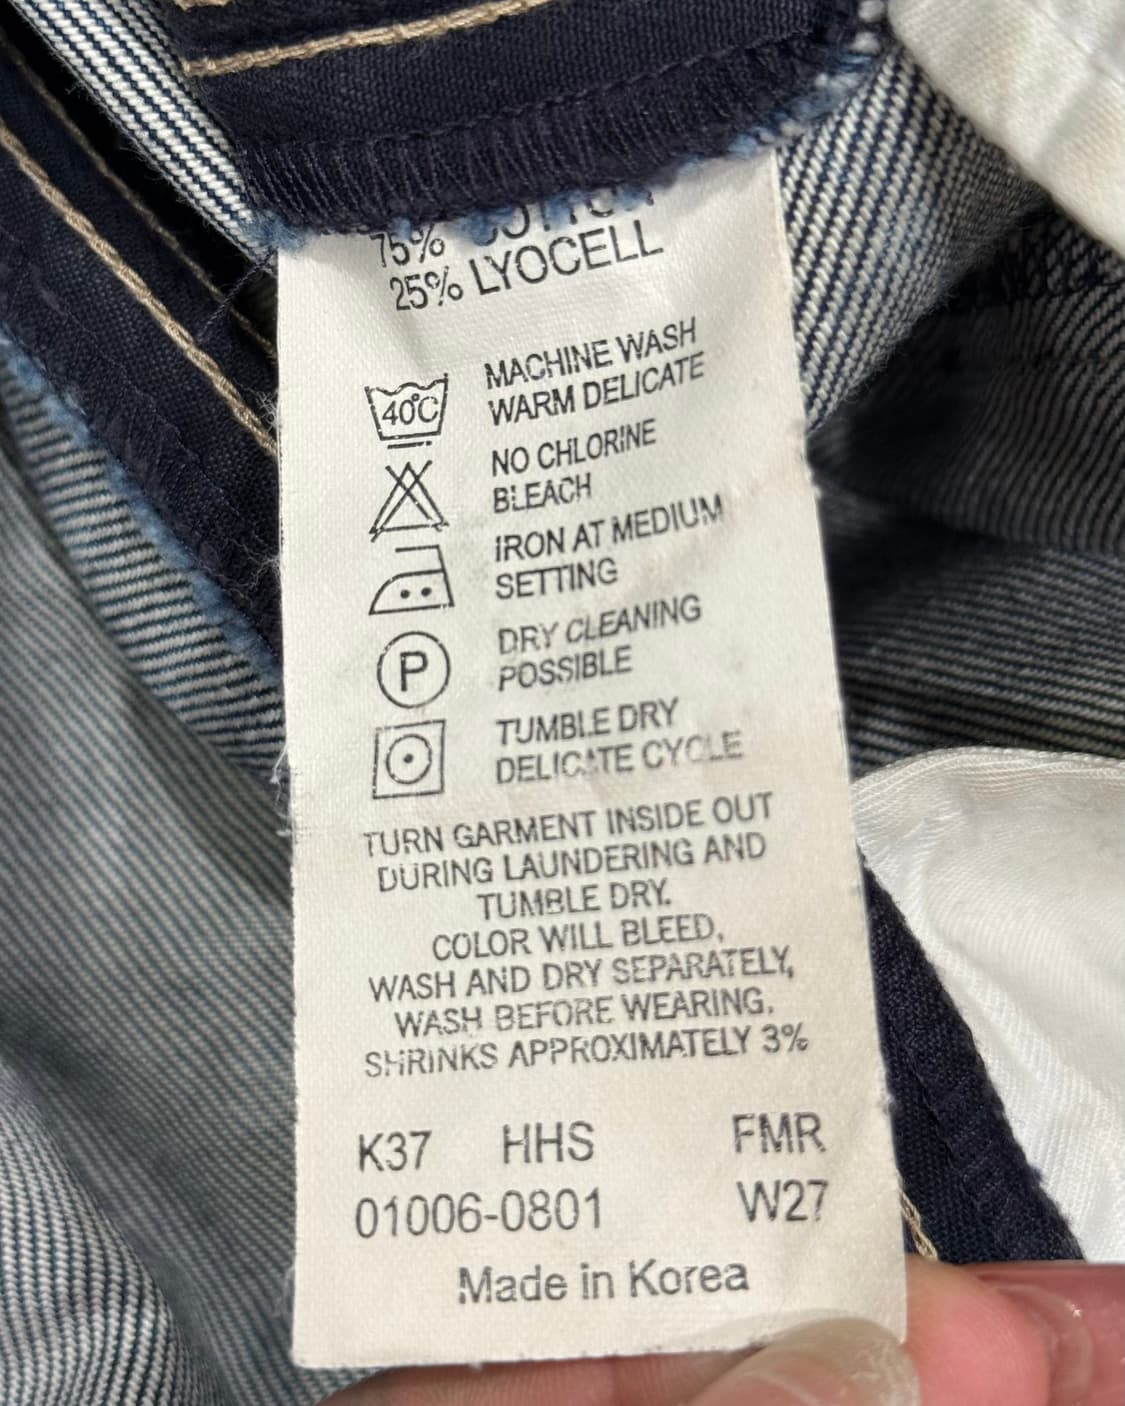 75% COTTON
25% LYOCELL
40°C
MACHINE WASH
WARM DELICATE
NO CHLORINE
BLEACH
IRON AT MEDIUM
SETTING
P
DRY CLEANING
POSSIBLE
TUMBLE DRY
DELICATE CYCLE
TURN GARMENT INSIDE OUT
DURING LAUNDERING AND
TUMBLE DRY.
COLOR WILL BLEED,
WASH AND DRY SEPARATELY,
WASH BEFORE WEARING.
SHRINKS APPROXIMATELY 3%
K37 HHS FMR
01006-0801 W27
Made in Korea